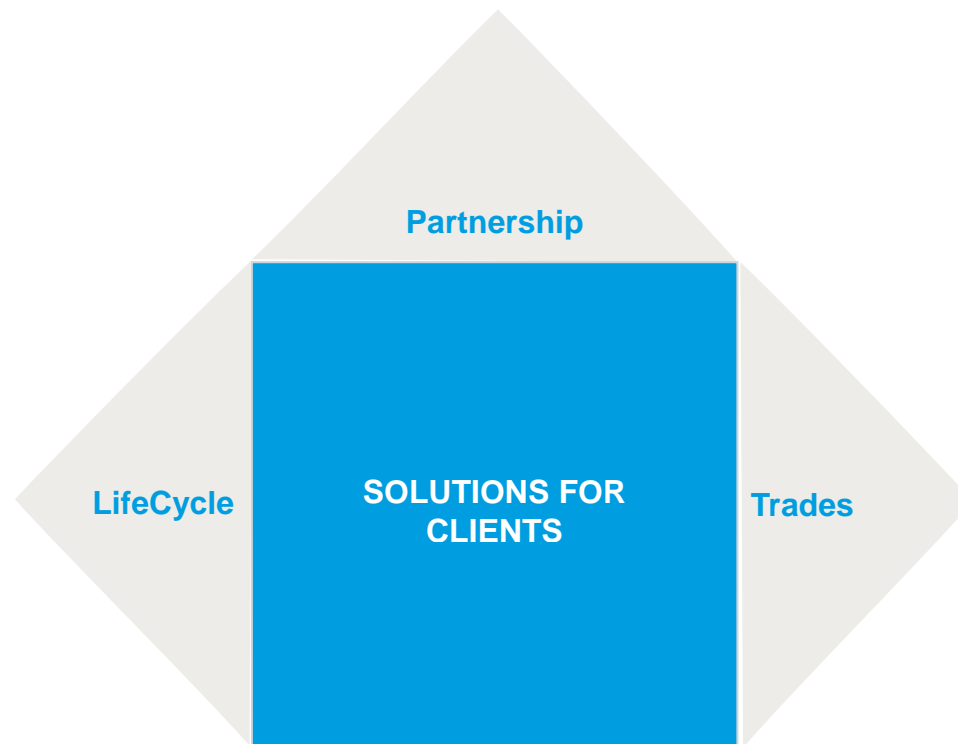 Partnership
LifeCycle
SOLUTIONS FOR
CLIENTS
Trades